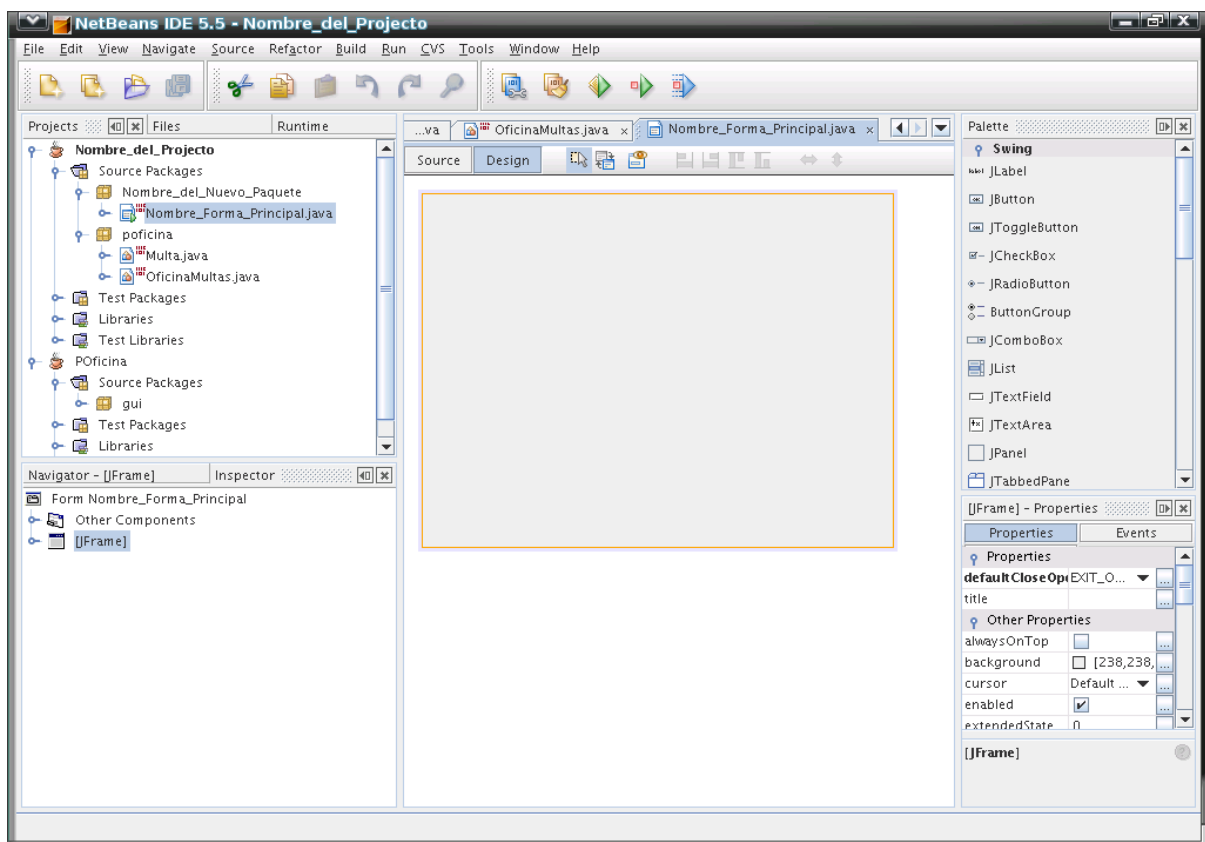 NetBeans IDE 5.5 - Nombre_del_Projecto
File Edit View Navigate Source Refactor Build Run CVS Tools Window Help
Projects Files Runtime
Nombre_del_Projecto
Source Packages
Nombre_del_Nuevo_Paquete
Nombre_Forma_Principal.java
poficina
Multa.java
OficinaMultas.java
Test Packages
Libraries
Test Libraries
POficina
Source Packages
gui
Test Packages
Libraries
Navigator - [JFrame] Inspector
Form Nombre_Forma_Principal
Other Components
[JFrame]
...va OficinaMultas.java x Nombre_Forma_Principal.java x
Source Design
Palette
Swing
JLabel
JButton
JToggleButton
JCheckBox
JRadioButton
ButtonGroup
JComboBox
JList
JTextField
JTextArea
JPanel
JTabbedPane
[JFrame] - Properties
Properties Events
Properties
defaultCloseOpe EXIT_O... ...
title ...
Other Properties
alwaysOnTop ...
background [238,238, ...
cursor Default ... ...
enabled ...
extendedState 0
[JFrame]